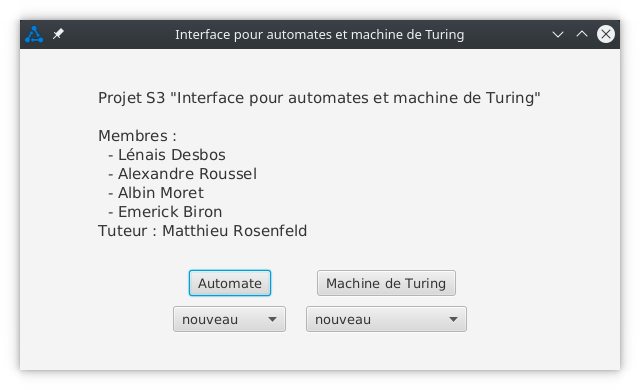 Interface pour automates et machine de Turing
Projet S3 "Interface pour automates et machine de Turing"
Membres :
- Lénais Desbos
- Alexandre Roussel
- Albin Moret
- Emerick Biron
Tuteur : Matthieu Rosenfeld
Automate Machine de Turing
nouveau nouveau